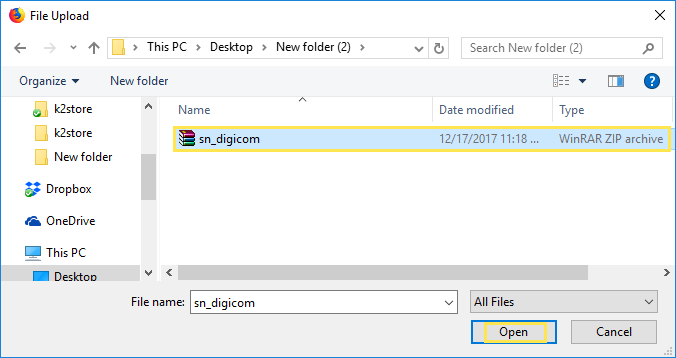 File Upload
This PC > Desktop > New folder (2) >
Search New folder (2)
Organize
New folder
?
k2store
k2store
New folder
Dropbox
OneDrive
This PC
Desktop
Name
Date modified
Type
sn_digicom
12/17/2017 11:18 ...
WinRAR ZIP archive
File name:
sn_digicom
All Files
Open
Cancel